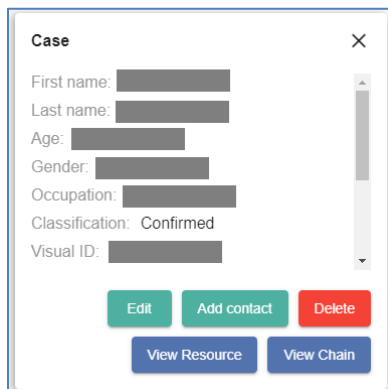 Case
First name:
Last name:
Age:
Gender:
Occupation:
Classification: Confirmed
Visual ID:
Edit Add contact Delete
View Resource View Chain